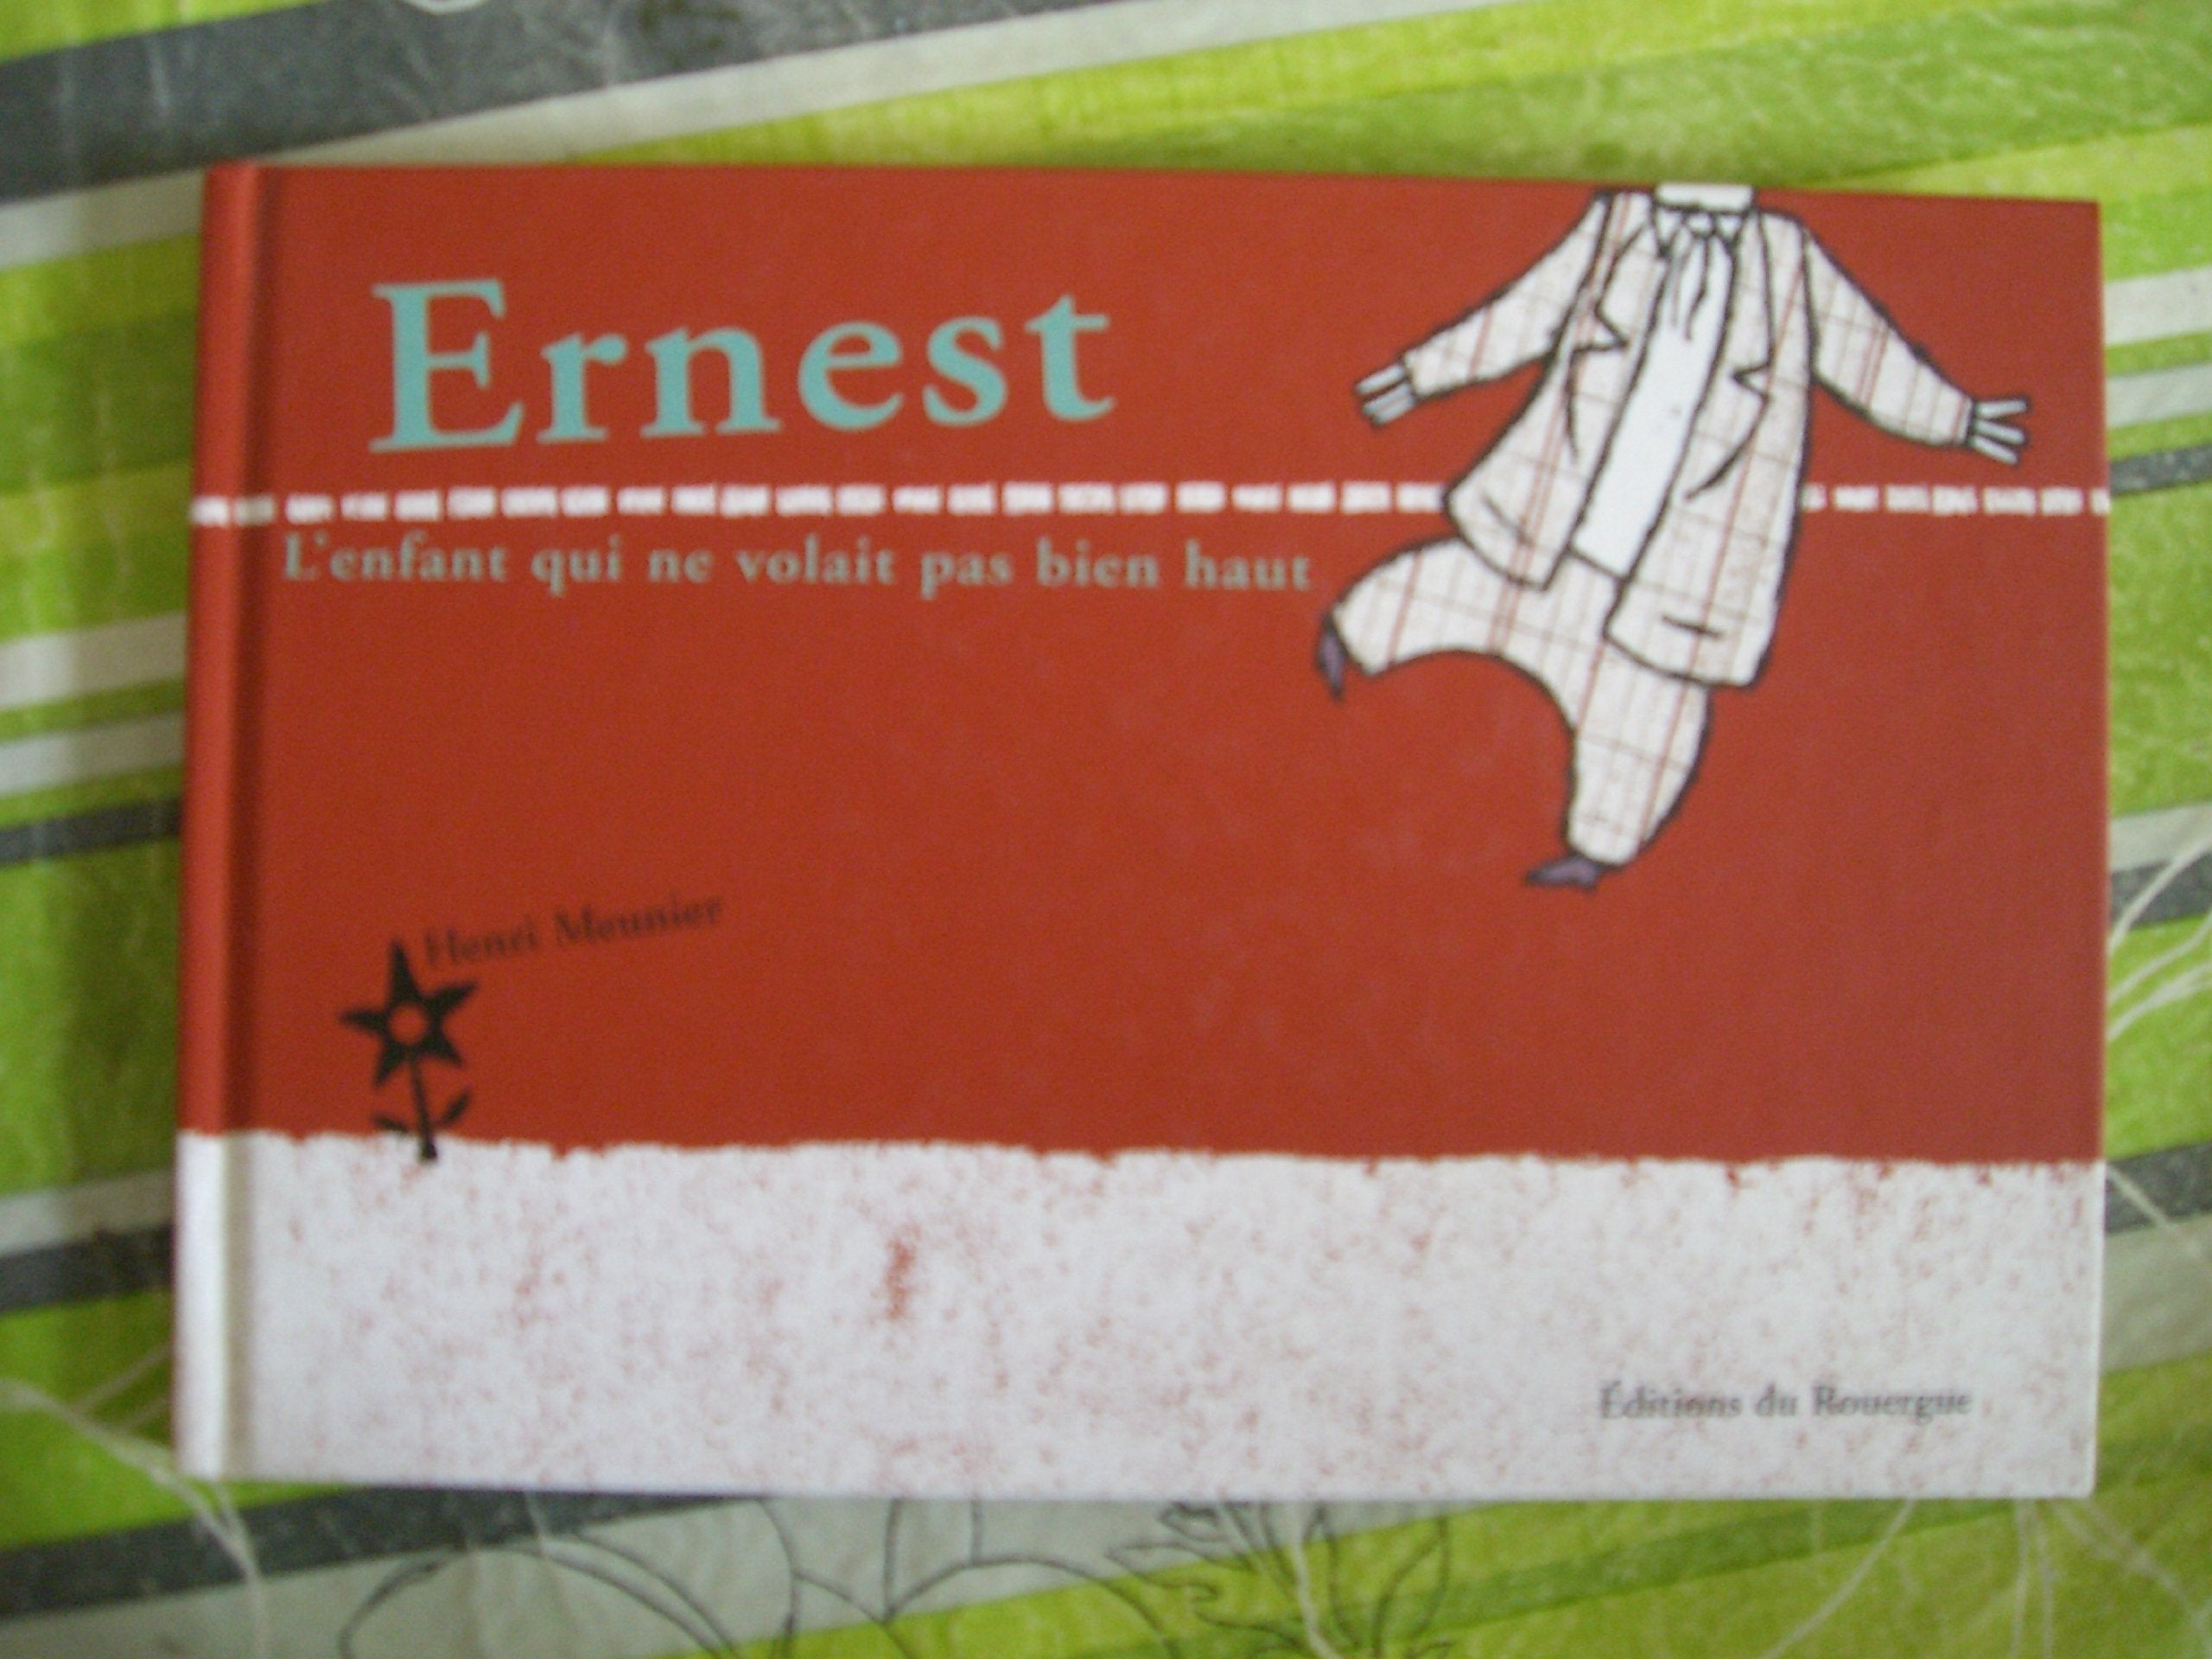 Ernest
L'enfant qui ne volait pas bien haut
Henri Meunier
Éditions du Rouergue